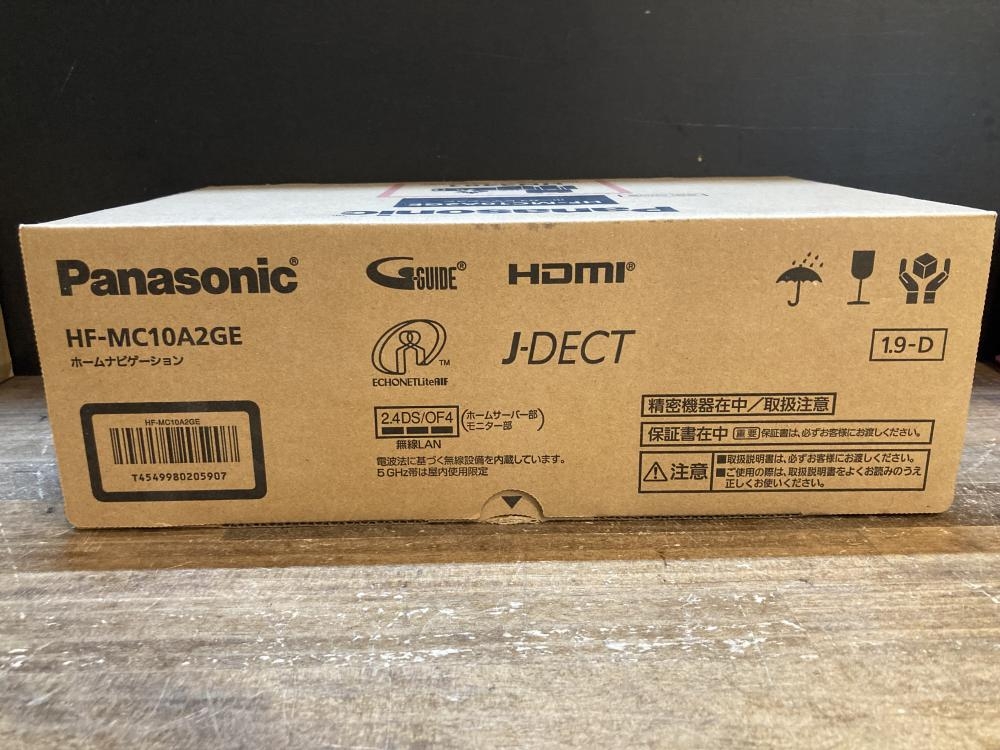 Panasonic
HF-MC10A2GE
Panasonic®
G-GUIDE®
HDMI®
HF-MC10A2GE
ホームナビゲーション
ECHONETLiteAIF
TM
J-DECT
1.9-D
HF-MC10A2GE
T4549980205907
2.4DS/OF4
(ホームサーバー部
モニター部)
無線LAN
電波法に基づく無線設備を内蔵しています。
5GHz帯は屋内使用限定
精密機器在中/取扱注意
保証書在中 重要 保証書は、必ずお客様にお渡しください。
注意
■取扱説明書は、必ずお客様にお渡しください。
■ご使用の際は、取扱説明書をよくお読みのうえ
正しくお使いください。